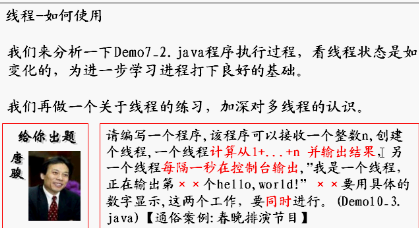 线程-如何使用
我们来分析一下Demo7_2.java程序执行过程，看线程状态是如
变化的，为进一步学习进程打下良好的基础。
我们再做一个关于线程的练习，加深对多线程的认识。
给你出题
唐骏
请编写一个程序,该程序可以接收一个整数n,创建
个线程,一个线程计算从1+...+n 并输出结果,另
一个线程每隔一秒在控制台输出,"我是一个线程,
正在输出第××个hello,world!" ××要用具体的
数字显示,这两个工作，要同时进行。(Demo10_3.
java)【通俗案例:春晚排演节目】